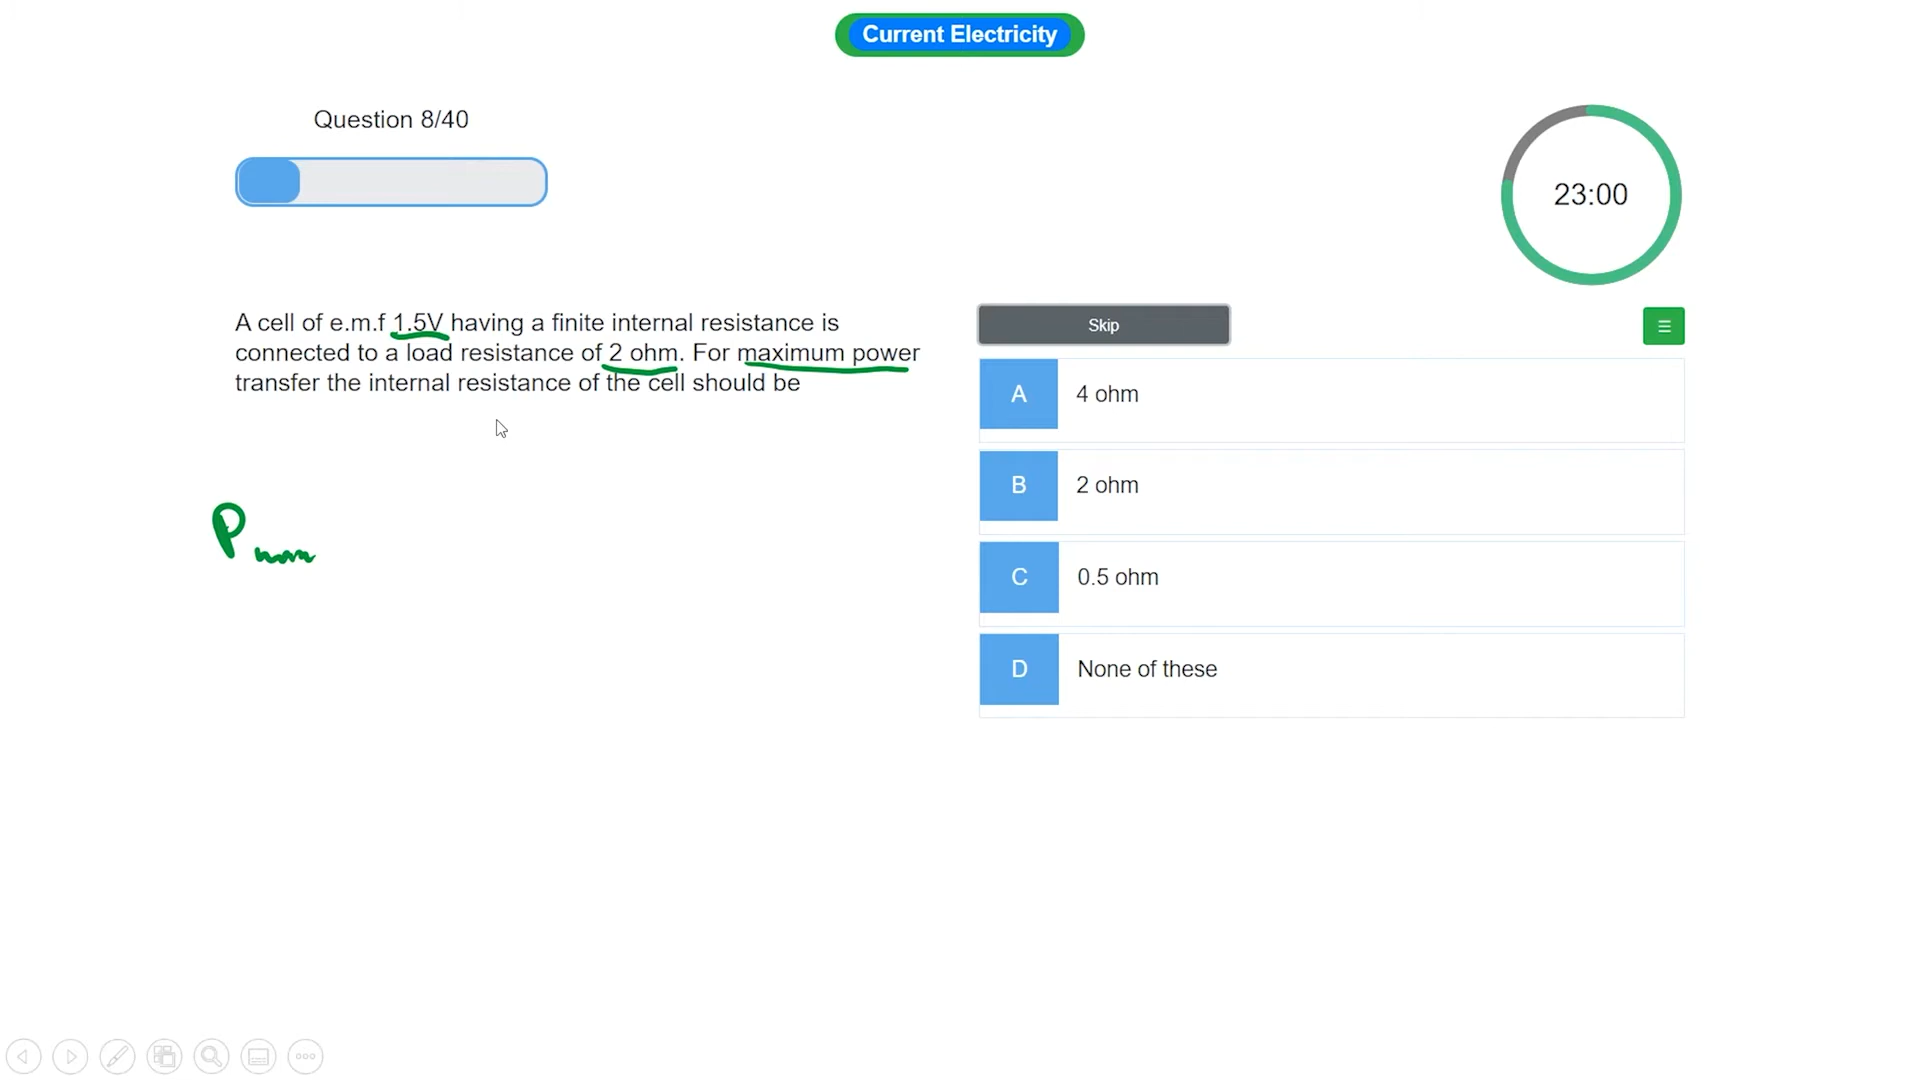 Current Electricity
Question 8/40
23:00
A cell of e.m.f 1.5V having a finite internal resistance is
connected to a load resistance of 2 ohm. For maximum power
transfer the internal resistance of the cell should be
Skip
A 4 ohm
B 2 ohm
C 0.5 ohm
D None of these
P